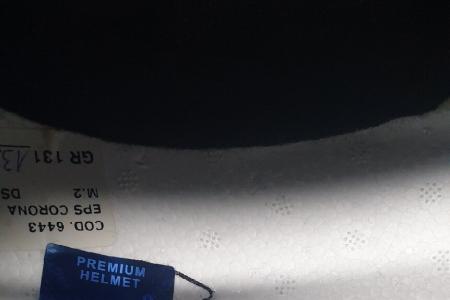 COD. 6443
EPS CORONA DS
M.2
GR 131
PREMIUM
HELMET